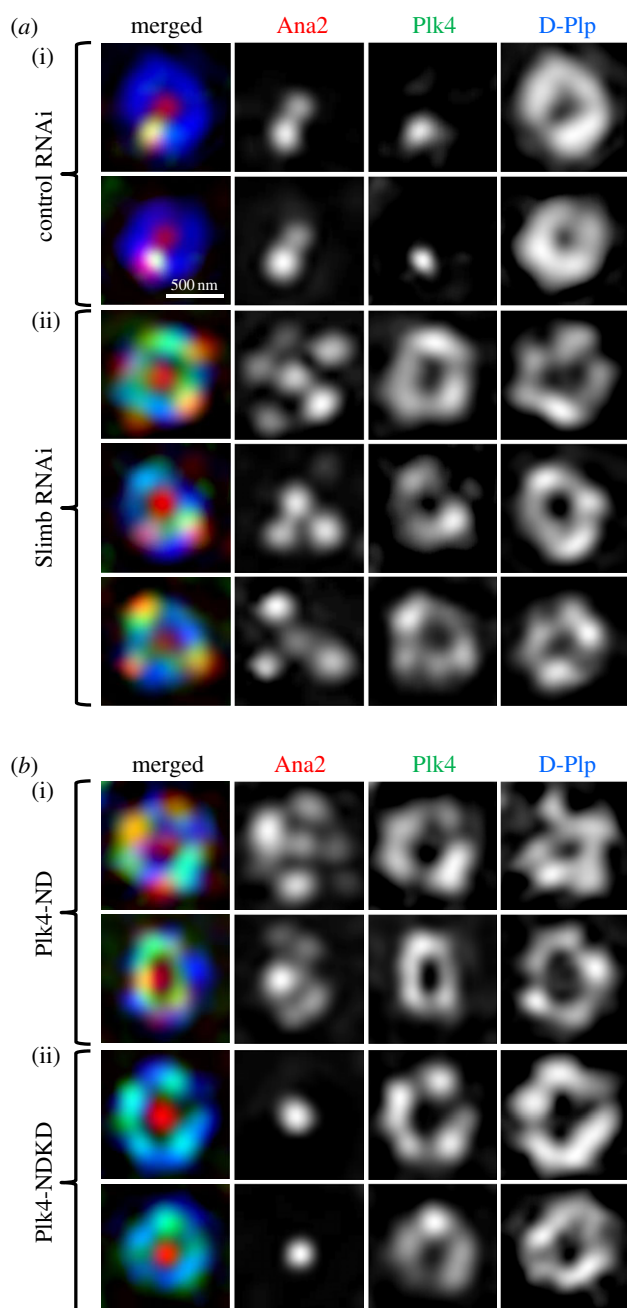 (a) merged Ana2 Plk4 D-Plp
(i)
control RNAi
500 nm
(ii)
Slimb RNAi
(b) merged Ana2 Plk4 D-Plp
(i)
Plk4-ND
(ii)
Plk4-NDKD